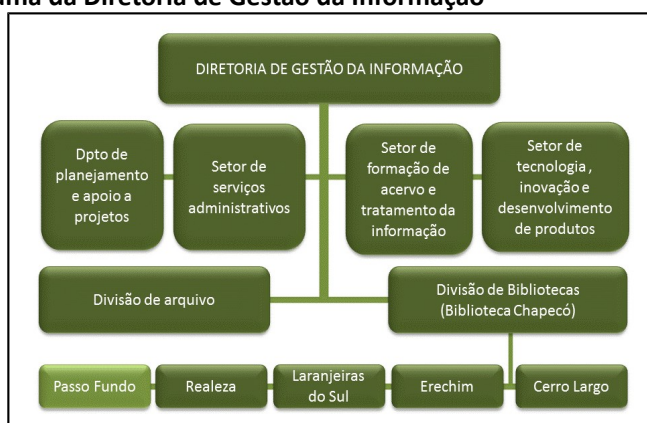 da Diretoria de Gestão da Informação
DIRETORIA DE GESTÃO DA INFORMAÇÃO
Dpto de
planejamento
e apoio a
projetos
Setor de
serviços
administrativos
Setor de
formação de
acervo e
tratamento da
informação
Setor de
tecnologia ,
inovação e
desenvolvimento
de produtos
Divisão de arquivo
Divisão de Bibliotecas
(Biblioteca Chapecó)
Passo Fundo
Realeza
Laranjeiras
do Sul
Erechim
Cerro Largo